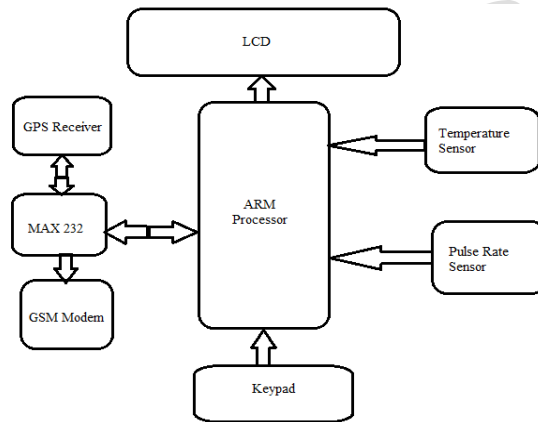 LCD
GPS Receiver
Temperature
Sensor
ARM
Processor
MAX 232
Pulse Rate
Sensor
GSM Modem
Keypad